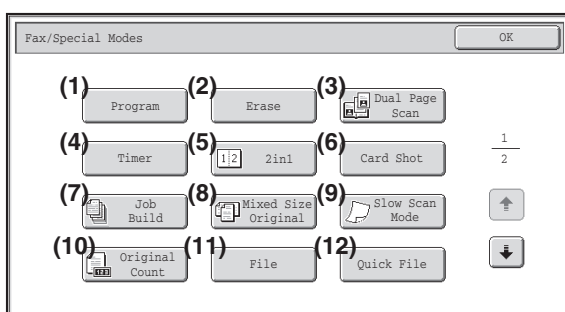 Fax/Special Modes OK
(1) Program (2) Erase (3) Dual Page
Scan
(4) Timer (5) 1 2 2in1 (6) Card Shot
1
2
(7) Job
Build (8) Mixed Size
Original (9) Slow Scan
Mode
(10) 123 Original
Count (11) File (12) Quick File